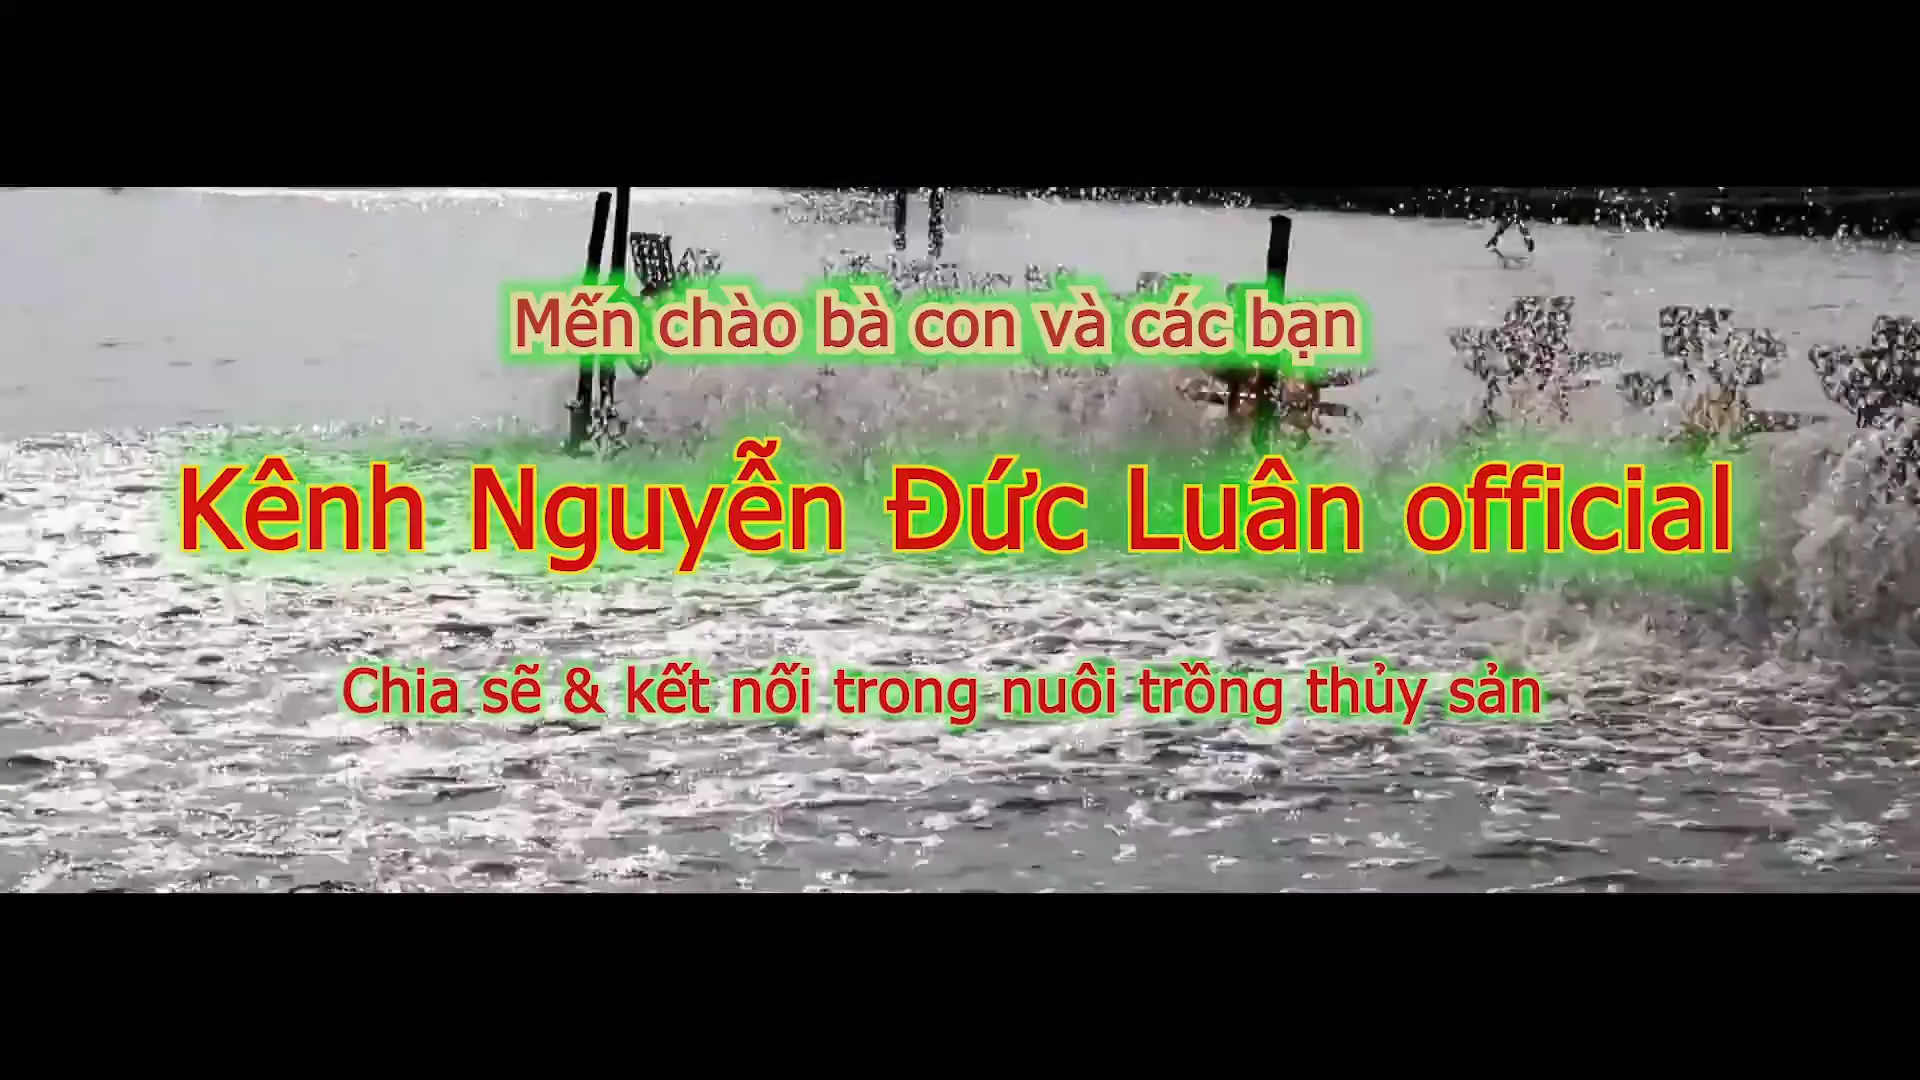 Mến chào bà con và các bạn
Kênh Nguyễn Đức Luân official
Chia sẽ & kết nối trong nuôi trồng thủy sản